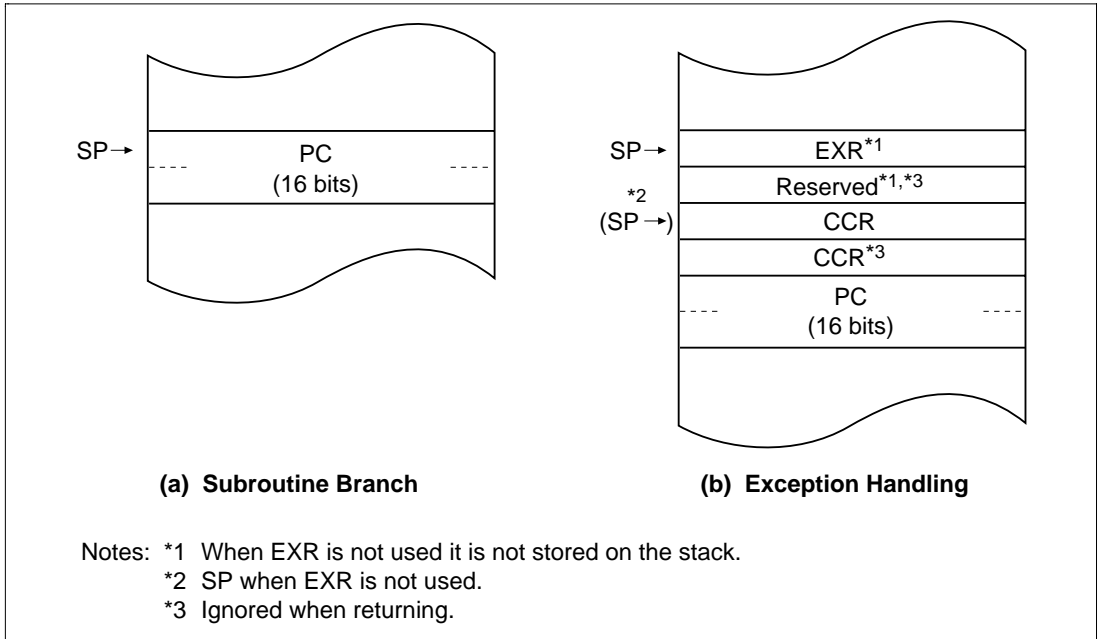 SP→
PC
(16 bits)
(a) Subroutine Branch
SP→
*2
(SP→)
EXR*1
Reserved*1,*3
CCR
CCR*3
PC
(16 bits)
(b) Exception Handling
Notes: *1 When EXR is not used it is not stored on the stack.
*2 SP when EXR is not used.
*3 Ignored when returning.